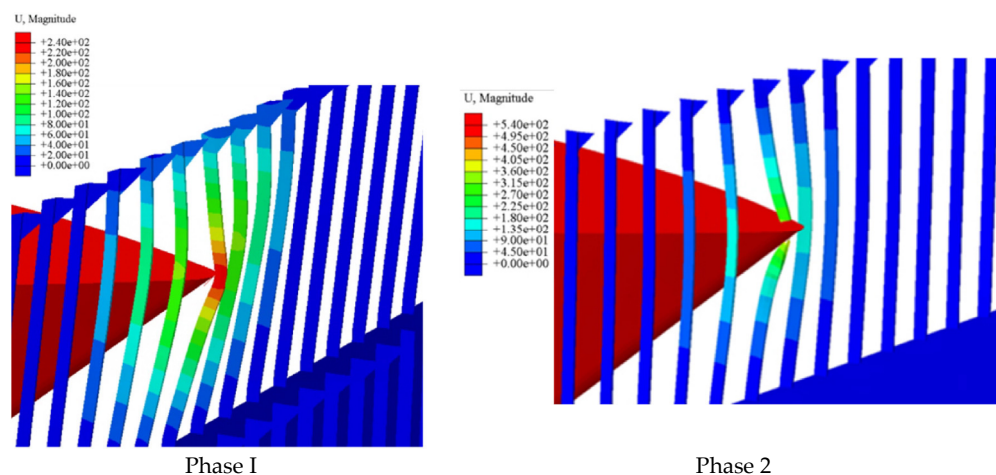 U, Magnitude
+2.40e+02
+2.20e+02
+2.00e+02
+1.80e+02
+1.60e+02
+1.40e+02
+1.20e+02
+1.00e+02
+8.00e+01
+6.00e+01
+4.00e+01
+2.00e+01
+0.00e+00
U, Magnitude
+5.40e+02
+4.95e+02
+4.50e+02
+4.05e+02
+3.60e+02
+3.15e+02
+2.70e+02
+2.25e+02
+1.80e+02
+1.35e+02
+9.00e+01
+4.50e+01
+0.00e+00
Phase I
Phase 2